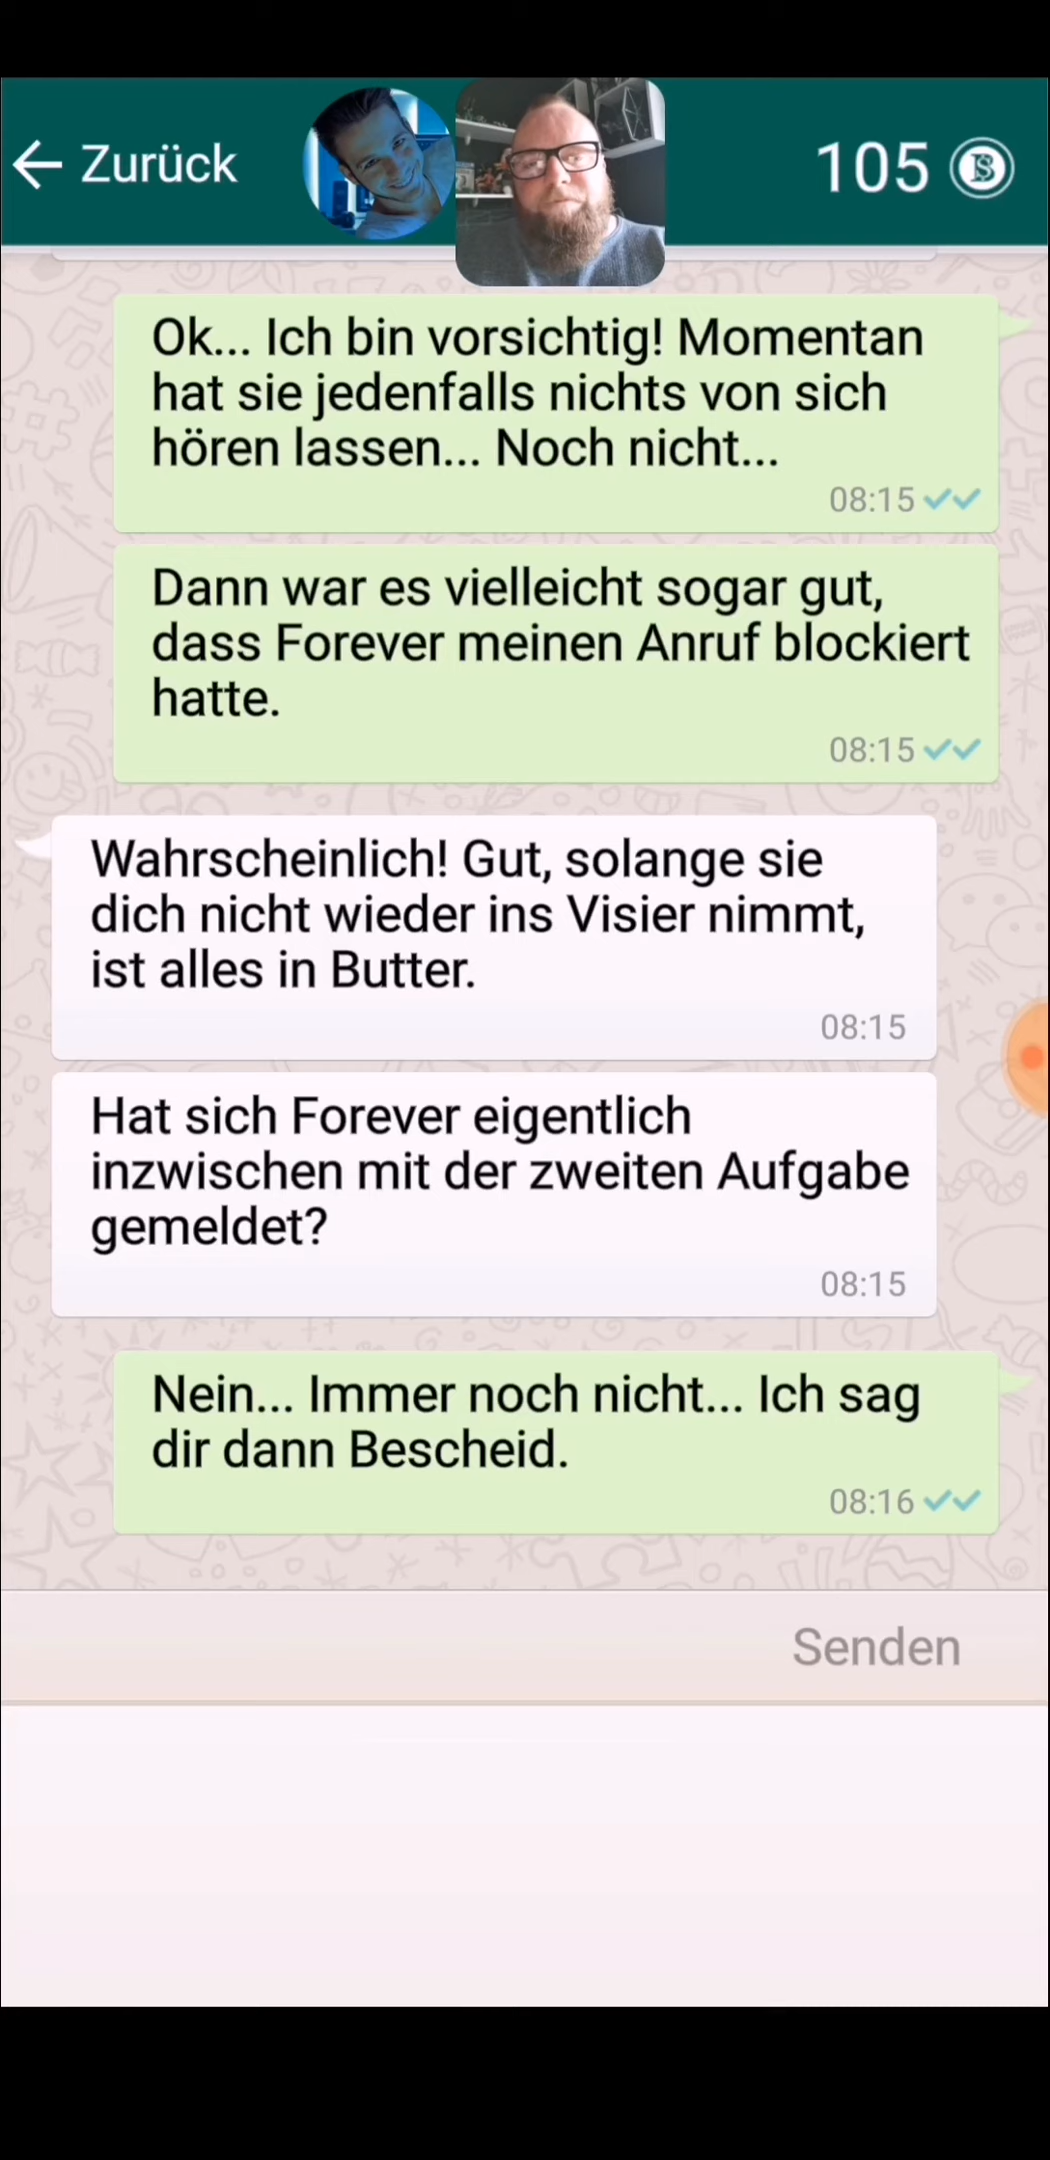 Zurück
105
Ok... Ich bin vorsichtig! Momentan
hat sie jedenfalls nichts von sich
hören lassen... Noch nicht...
08:15
Dann war es vielleicht sogar gut,
dass Forever meinen Anruf blockiert
hatte.
08:15
Wahrscheinlich! Gut, solange sie
dich nicht wieder ins Visier nimmt,
ist alles in Butter.
08:15
Hat sich Forever eigentlich
inzwischen mit der zweiten Aufgabe
gemeldet?
08:15
Nein... Immer noch nicht... Ich sag
dir dann Bescheid.
08:16
Senden